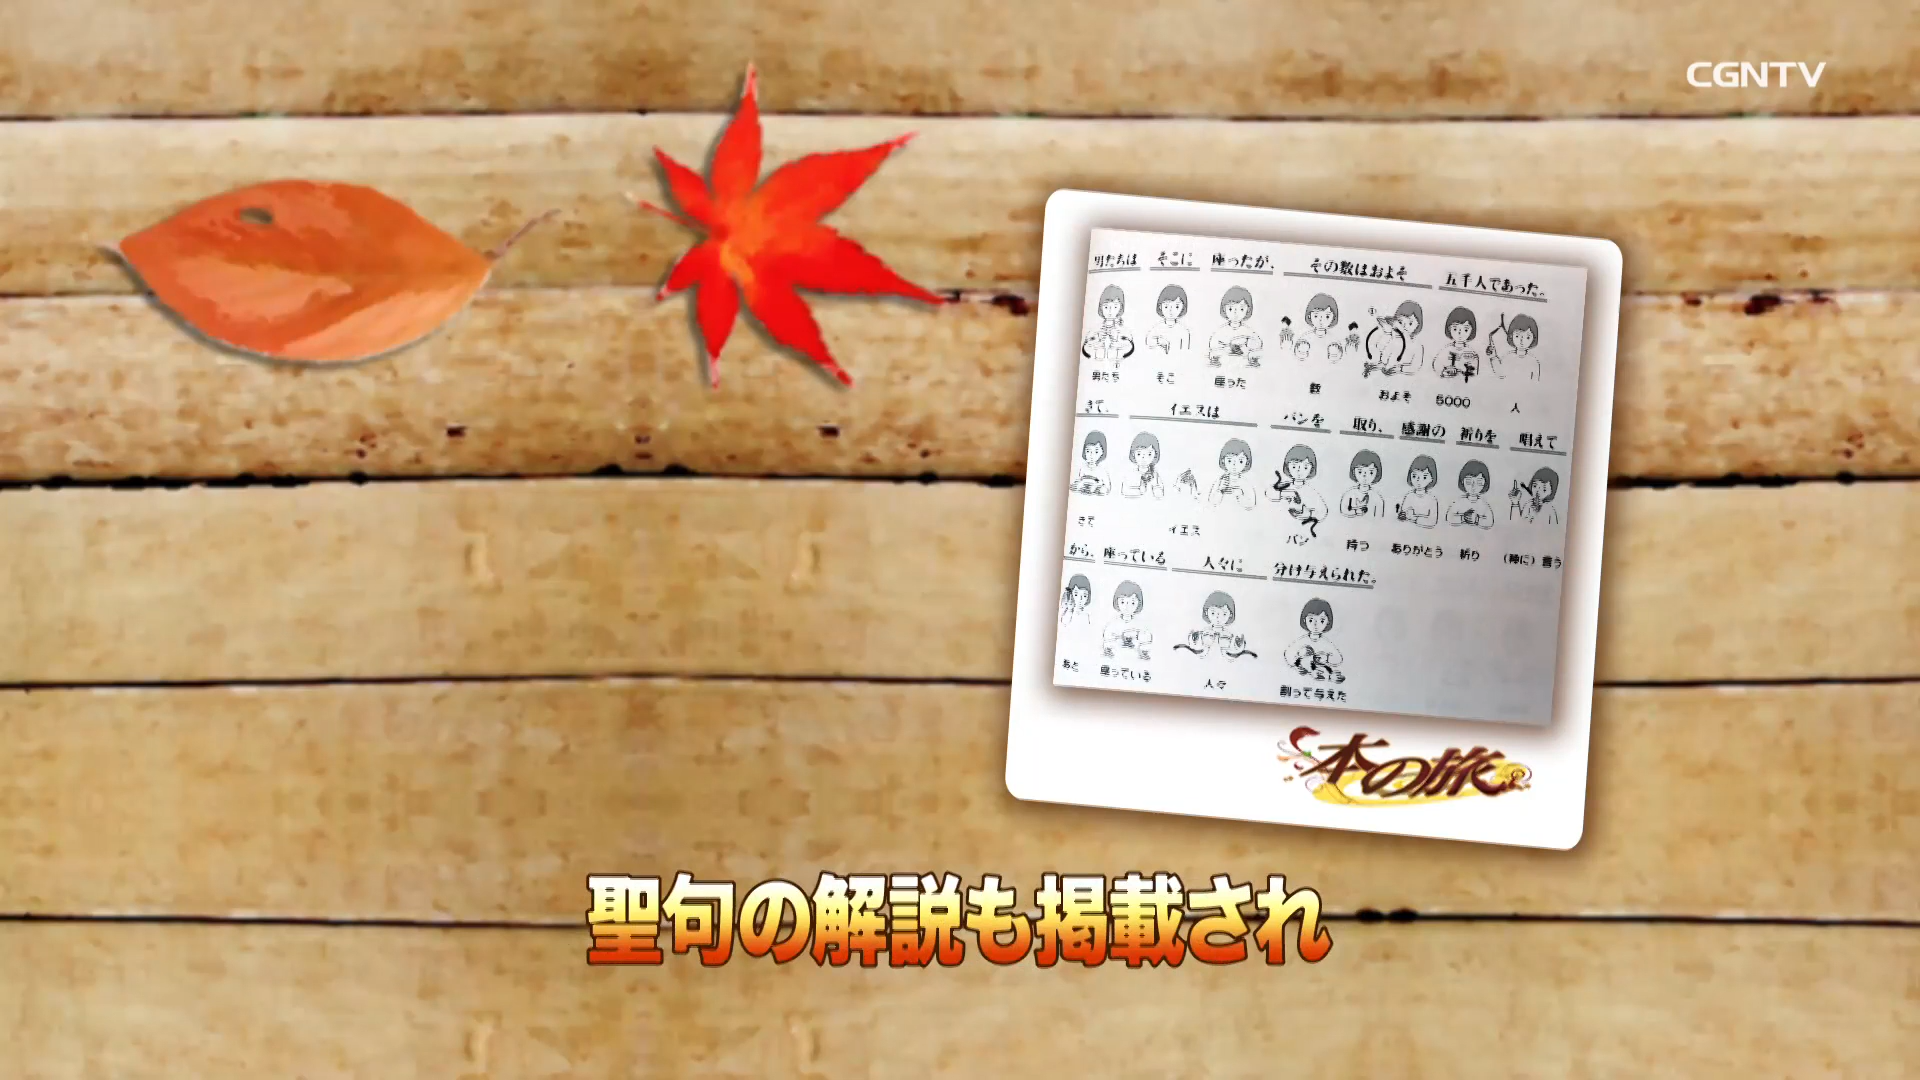 CGNTV
男たちは そこに 座ったが、 その数はおよそ 五千人であった。
男たち そこ 座った 数 およそ 5000 人
さて、 イエスは パンを 取り、 感謝の 祈りを 唱えて
さて イエス パン 持つ ありがとう 祈り (神に)言う
から、 座っている 人々に 分け与えられた。
あと 座っている 人々 割って与えた
本の旅
聖句の解説も掲載され